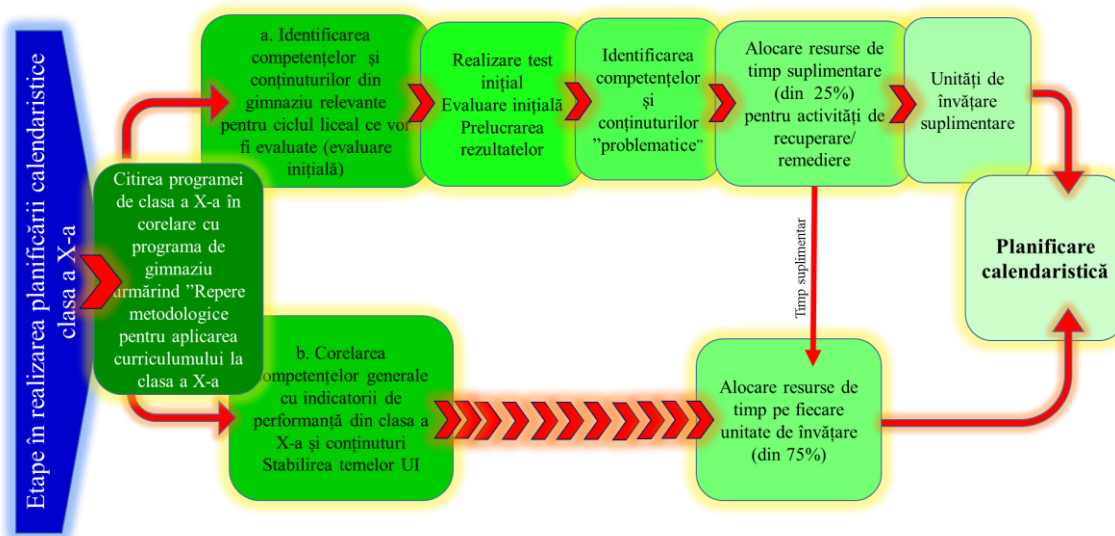 Etape în realizarea planificării calendaristice
clasa a X-a
Citirea programei
de clasa a X-a în
corelare cu
programa de
gimnaziu
urmărind ”Repere
metodologice
pentru aplicarea
curriculumului la
clasa a X-a
a. Identificarea
competențelor și
conținuturilor din
gimnaziu relevante
pentru ciclul liceal ce vor
fi evaluate (evaluare
inițială)
Realizare test
inițial
Evaluare inițială
Prelucrarea
rezultatelor
Identificarea
competențelor
și
conținuturilor
”problematice”
Alocare resurse de
timp suplimentare
(din 25%)
pentru activități de
recuperare/
remediere
Unități de
învățare
suplimentare
Timp suplimentar
Planificare
calendaristică
b. Corelarea
competențelor generale
cu indicatorii de
performanță din clasa a
X-a și conținuturi
Stabilirea temelor UI
Alocare resurse de
timp pe fiecare
unitate de învățare
(din 75%)